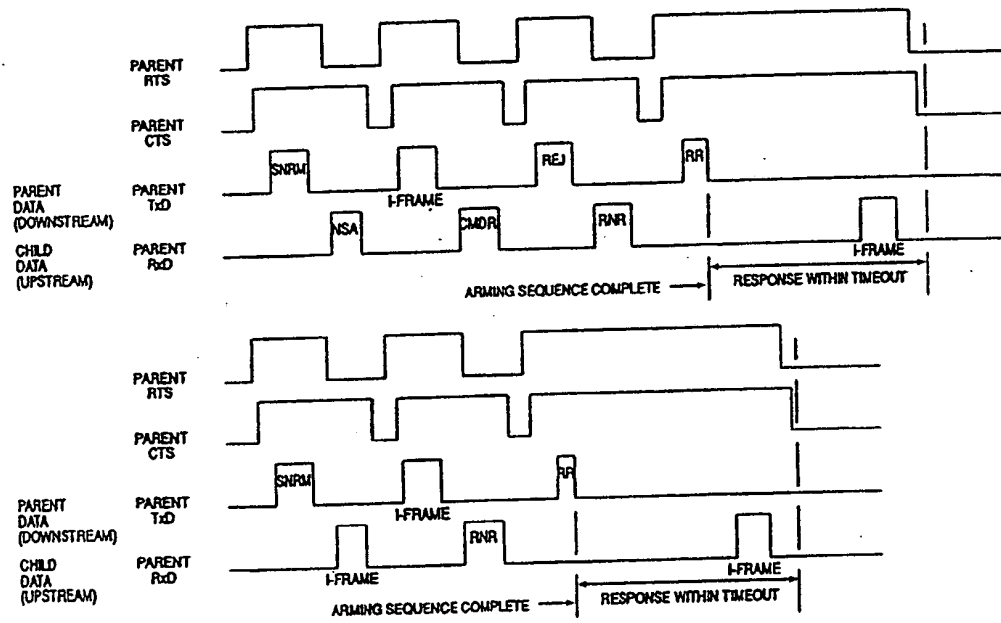 PARENT
RTS
PARENT
CTS
SNRM
REJ
RR
PARENT
DATA
(DOWNSTREAM)
PARENT
TxD
I-FRAME
NSA
CMDR
RNR
CHILD
DATA
(UPSTREAM)
PARENT
RxD
I-FRAME
ARMING SEQUENCE COMPLETE
RESPONSE WITHIN TIMEOUT
PARENT
RTS
PARENT
CTS
SNRM
RR
PARENT
DATA
(DOWNSTREAM)
PARENT
TxD
I-FRAME
RNR
CHILD
DATA
(UPSTREAM)
PARENT
RxD
I-FRAME
I-FRAME
ARMING SEQUENCE COMPLETE
RESPONSE WITHIN TIMEOUT